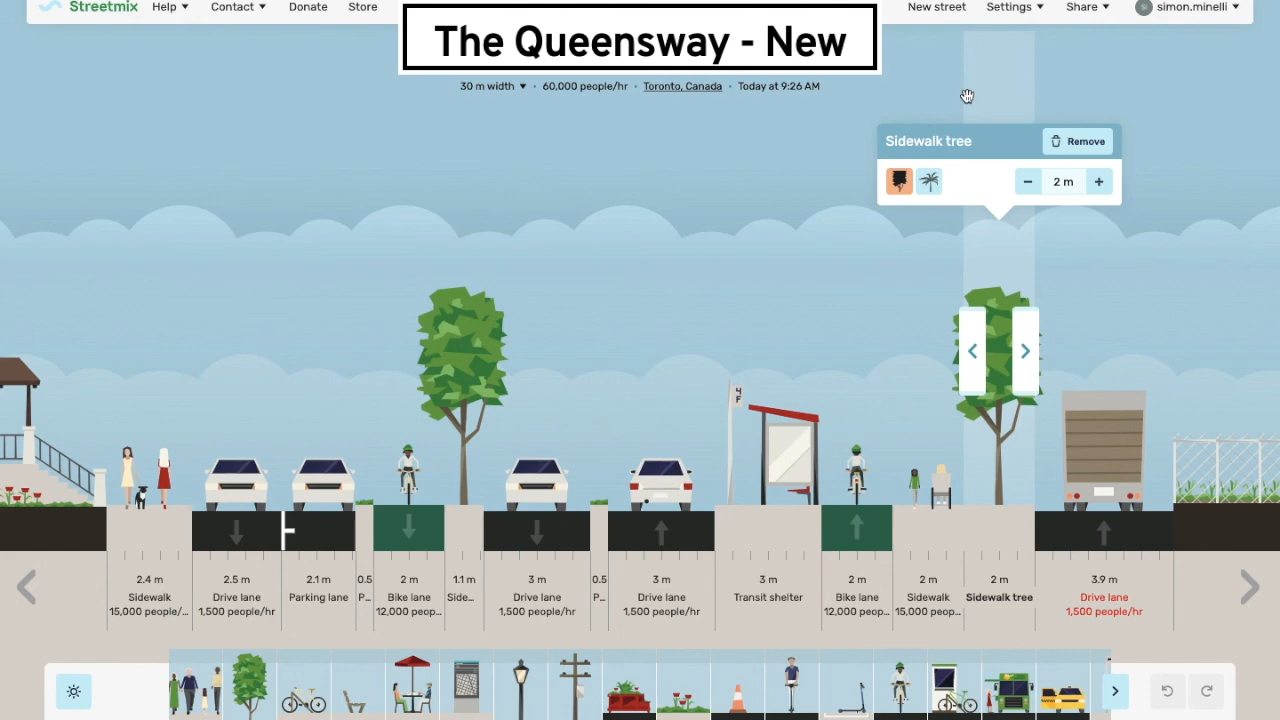 Streetmix
Help
Contact
Donate
Store
New street
Settings
Share
simon.minelli
The Queensway - New
30 m width · 60,000 people/hr · Toronto, Canada · Today at 9:26 AM
Sidewalk tree
Remove
− 2 m +
4
F
2.4 m
Sidewalk
15,000 people/...
2.5 m
Drive lane
1,500 people/hr
2.1 m
Parking lane
0.5
P...
2 m
Bike lane
12,000 peop...
1.1 m
Side...
3 m
Drive lane
1,500 people/hr
0.5
P...
3 m
Drive lane
1,500 people/hr
3 m
Transit shelter
2 m
Bike lane
12,000 peop...
2 m
Sidewalk
15,000 peop...
2 m
Sidewalk tree
3.9 m
Drive lane
1,500 people/hr